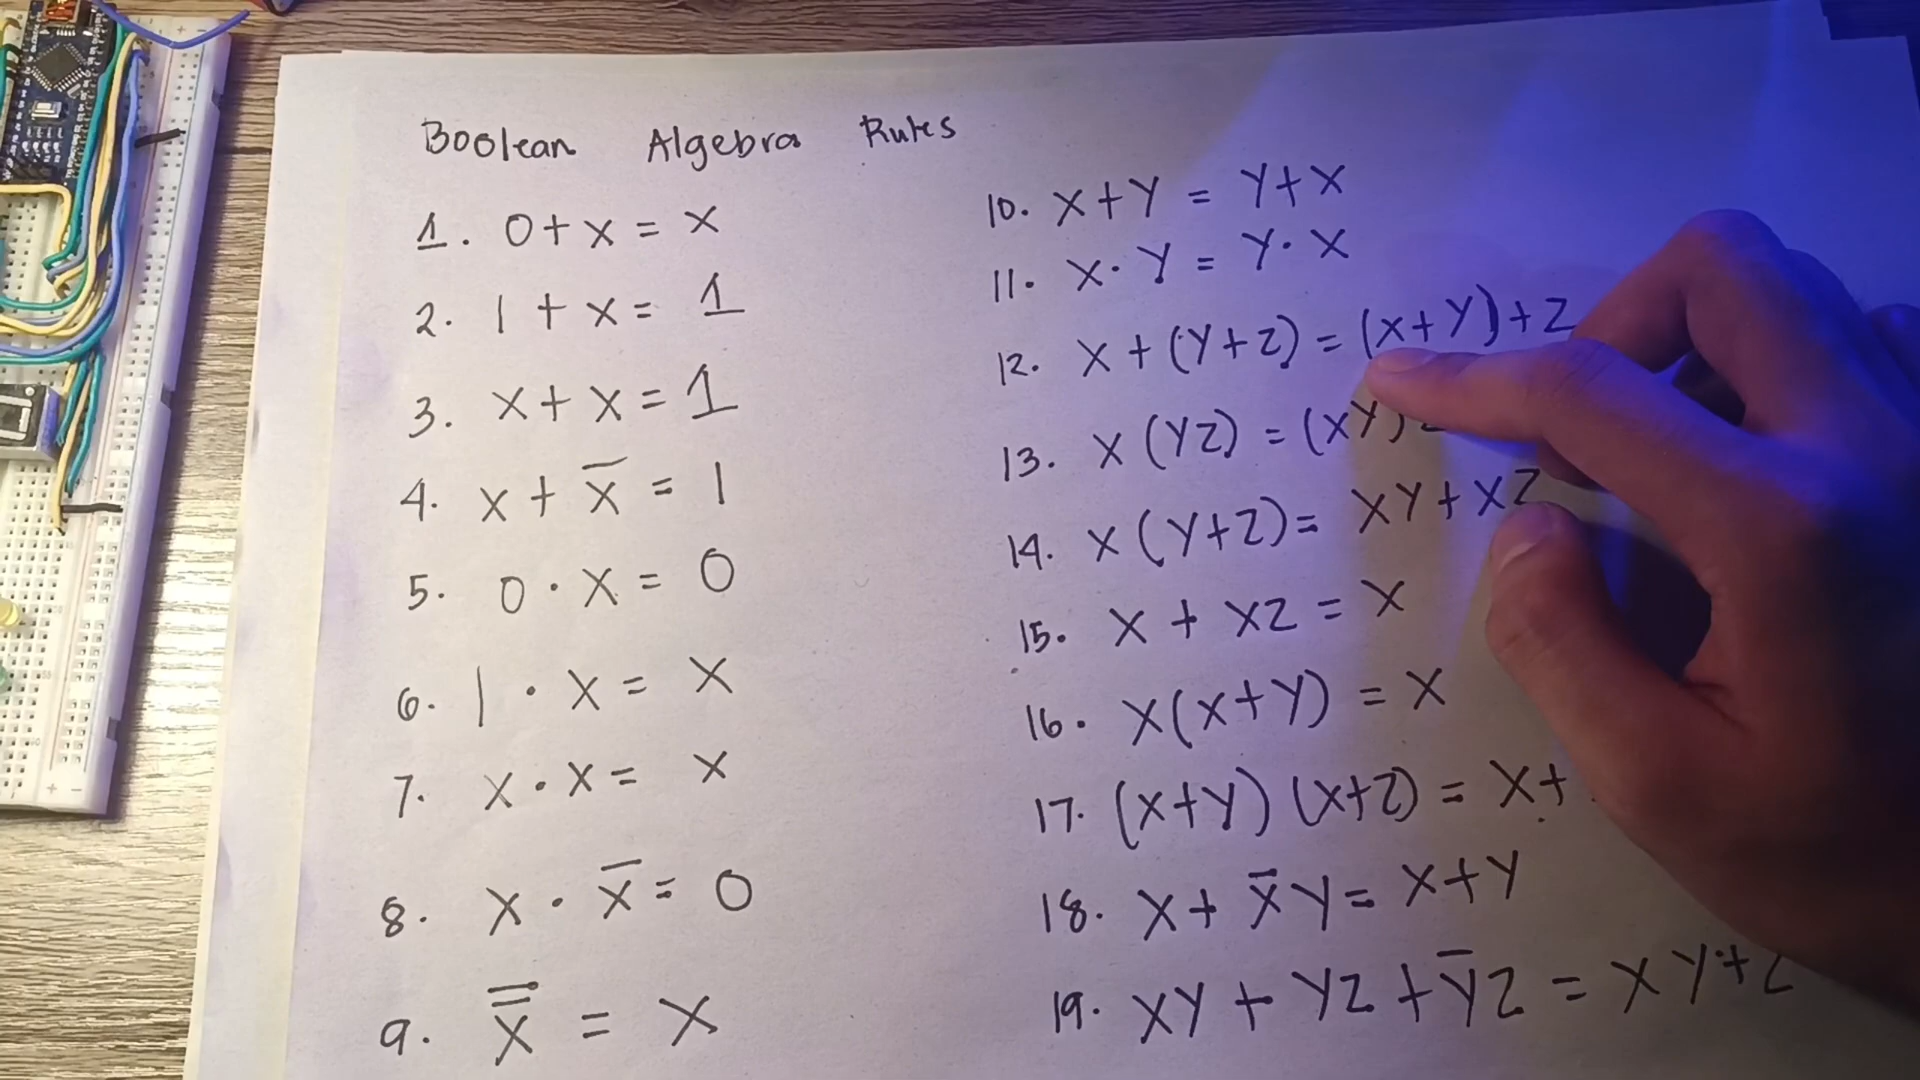 Boolean Algebra Rules
1. 0+x = x
2. 1 + x = 1
3. x + x = 1
4. x + x̅ = 1
5. 0 · x = 0
6. 1 · x = x
7. x · x = x
8. x · x̅ = 0
9. x̿ = x
10. x+y = y+x
11. x · y = y · x
12. x + (y+z) = (x+y)+z
13. x (yz) = (xy)
14. x (y+z) = xy + xz
15. x + xz = x
16. x(x+y) = x
17. (x+y) (x+z) = x+
18. x + x̅y = x+y
19. xy + yz + y̅z = xy+z